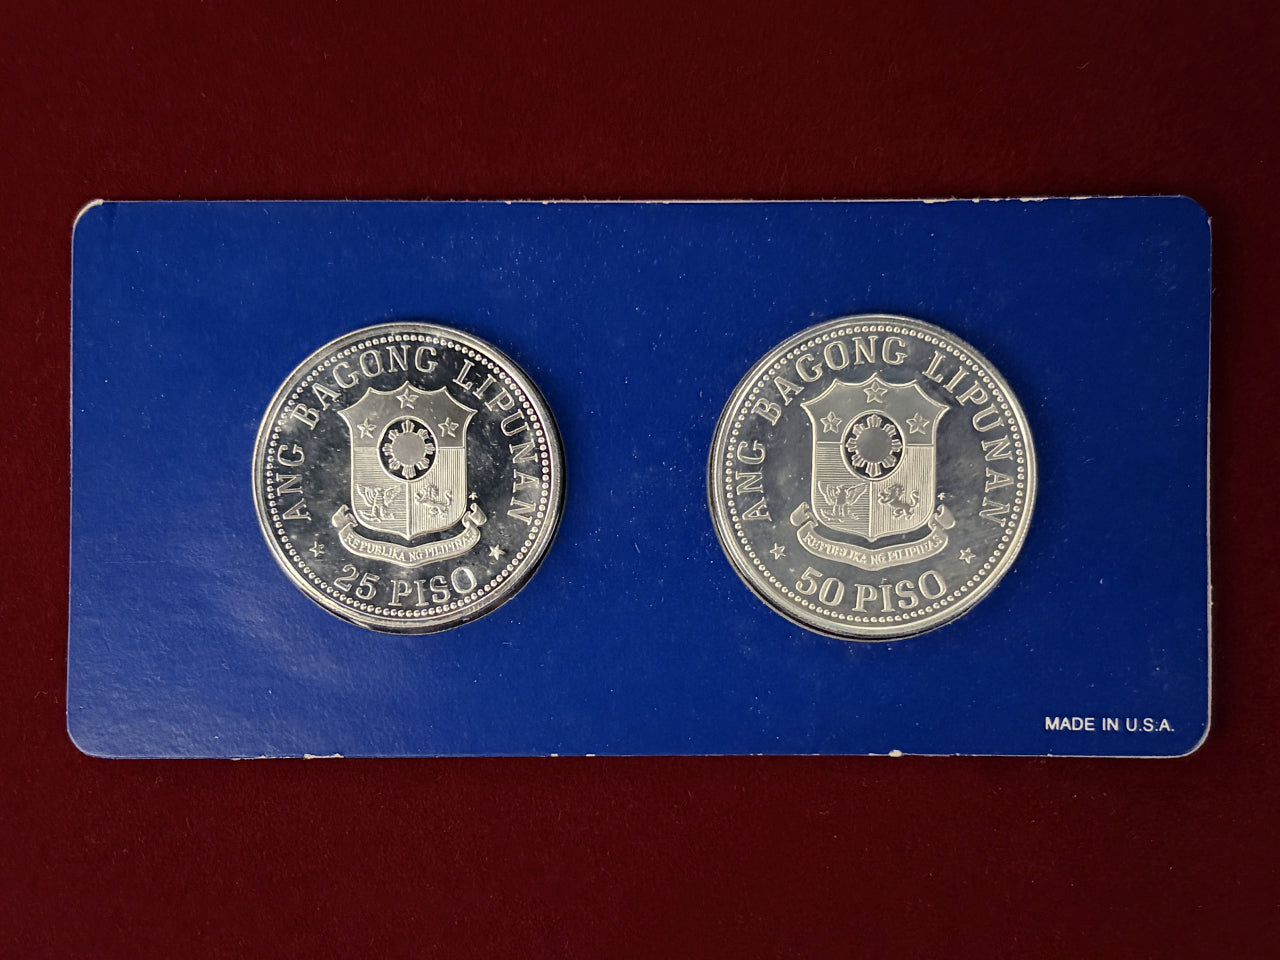 ANG BAGONG LIPUNAN
REPUBLIKA NG PILIPINAS
25 PISO
ANG BAGONG LIPUNAN
REPUBLIKA NG PILIPINAS
50 PISO
MADE IN U.S.A.